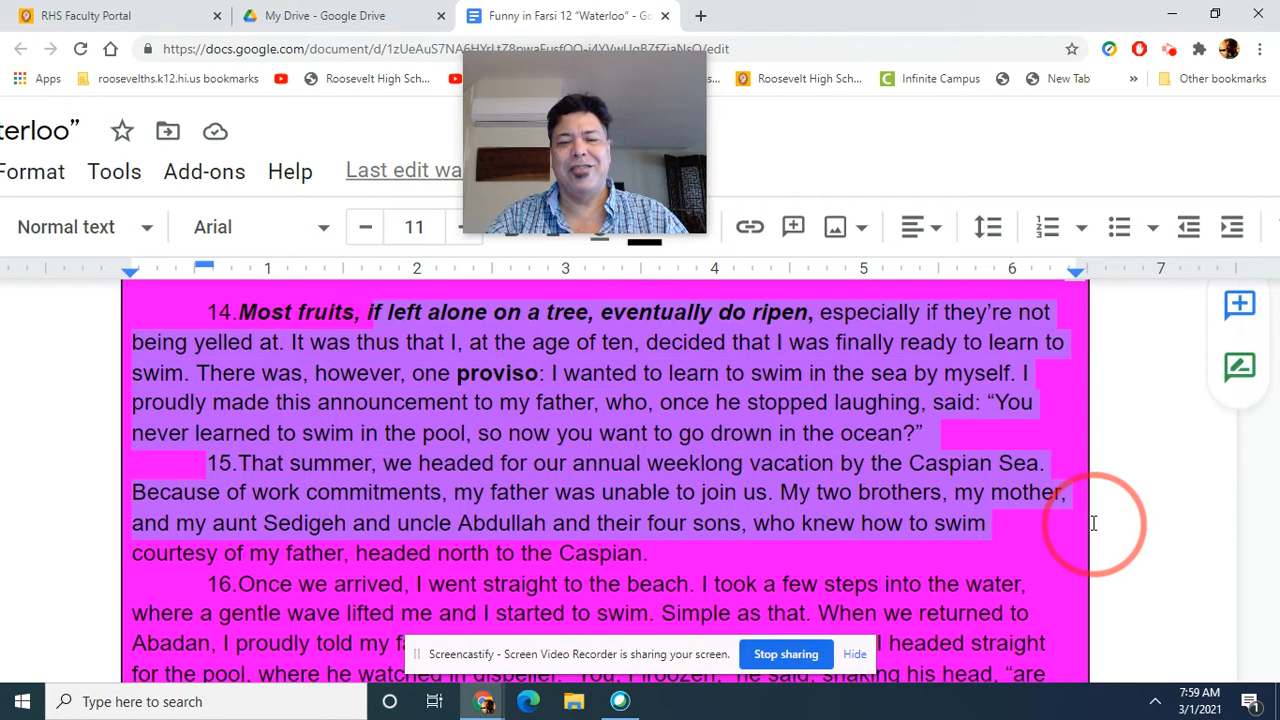 RHS Faculty Portal
My Drive - Google Drive
Funny in Farsi 12 “Waterloo” - Go
Apps
roosevelths.k12.hi.us bookmarks
Roosevelt High Sch...
Roosevelt High Sch...
Infinite Campus
New Tab
»
Other bookmarks
terloo”
Format Tools Add-ons Help Last edit wa
Normal text Arial 11
1 2 3 4 5 6 7
14.Most fruits, if left alone on a tree, eventually do ripen, especially if they’re not
being yelled at. It was thus that I, at the age of ten, decided that I was finally ready to learn to
swim. There was, however, one proviso: I wanted to learn to swim in the sea by myself. I
proudly made this announcement to my father, who, once he stopped laughing, said: “You
never learned to swim in the pool, so now you want to go drown in the ocean?”
15.That summer, we headed for our annual weeklong vacation by the Caspian Sea.
Because of work commitments, my father was unable to join us. My two brothers, my mother,
and my aunt Sedigeh and uncle Abdullah and their four sons, who knew how to swim
courtesy of my father, headed north to the Caspian.
16.Once we arrived, I went straight to the beach. I took a few steps into the water,
where a gentle wave lifted me and I started to swim. Simple as that. When we returned to
Abadan, I proudly told my I headed straight
for the pool, where he watched in his head, “are
Screencastify - Screen Video Recorder is sharing your screen.
Stop sharing
Hide
Type here to search
7:59 AM
3/1/2021